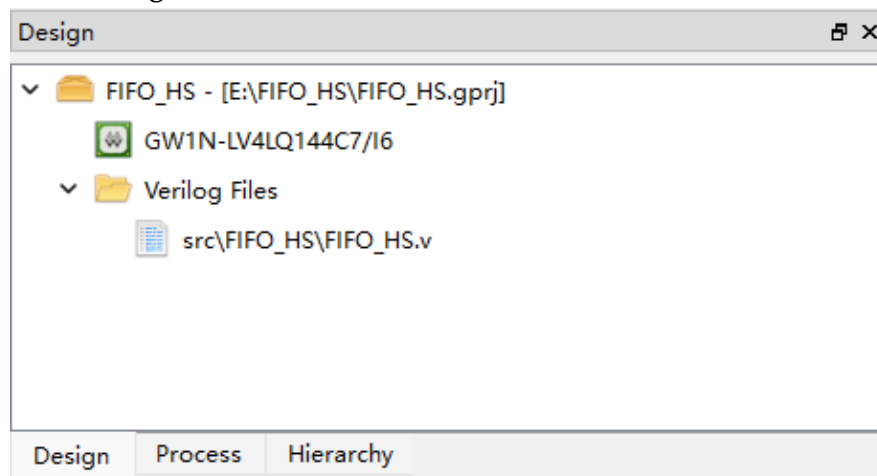 Design
FIFO_HS - [E:\FIFO_HS\FIFO_HS.gprj]
GW1N-LV4LQ144C7/I6
Verilog Files
src\FIFO_HS\FIFO_HS.v
Design Process Hierarchy